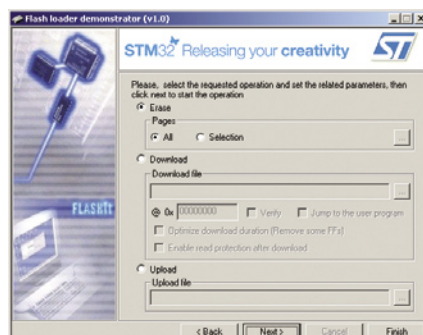 Flash loader demonstrator (v1.0)
STM32 Releasing your creativity
ST
Please, select the requested operation and set the related parameters, then
click next to start the operation
Erase
Pages
All
Selection
...
Download
Download file
...
@ 0x 00000000
Verify
Jump to the user program
Optimize download duration (Remove some FFs)
Enable read protection after download
FLASHIt
Upload
Upload file
...
< Back
Next >
Cancel
Finish